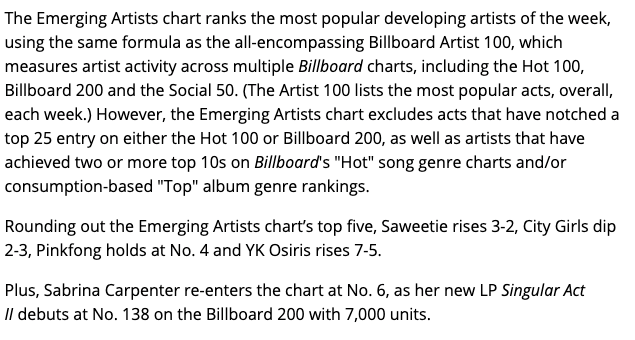 The Emerging Artists chart ranks the most popular developing artists of the week,
using the same formula as the all-encompassing Billboard Artist 100, which
measures artist activity across multiple Billboard charts, including the Hot 100,
Billboard 200 and the Social 50. (The Artist 100 lists the most popular acts, overall,
each week.) However, the Emerging Artists chart excludes acts that have notched a
top 25 entry on either the Hot 100 or Billboard 200, as well as artists that have
achieved two or more top 10s on Billboard's "Hot" song genre charts and/or
consumption-based "Top" album genre rankings.
Rounding out the Emerging Artists chart’s top five, Saweetie rises 3-2, City Girls dip
2-3, Pinkfong holds at No. 4 and YK Osiris rises 7-5.
Plus, Sabrina Carpenter re-enters the chart at No. 6, as her new LP Singular Act
II debuts at No. 138 on the Billboard 200 with 7,000 units.